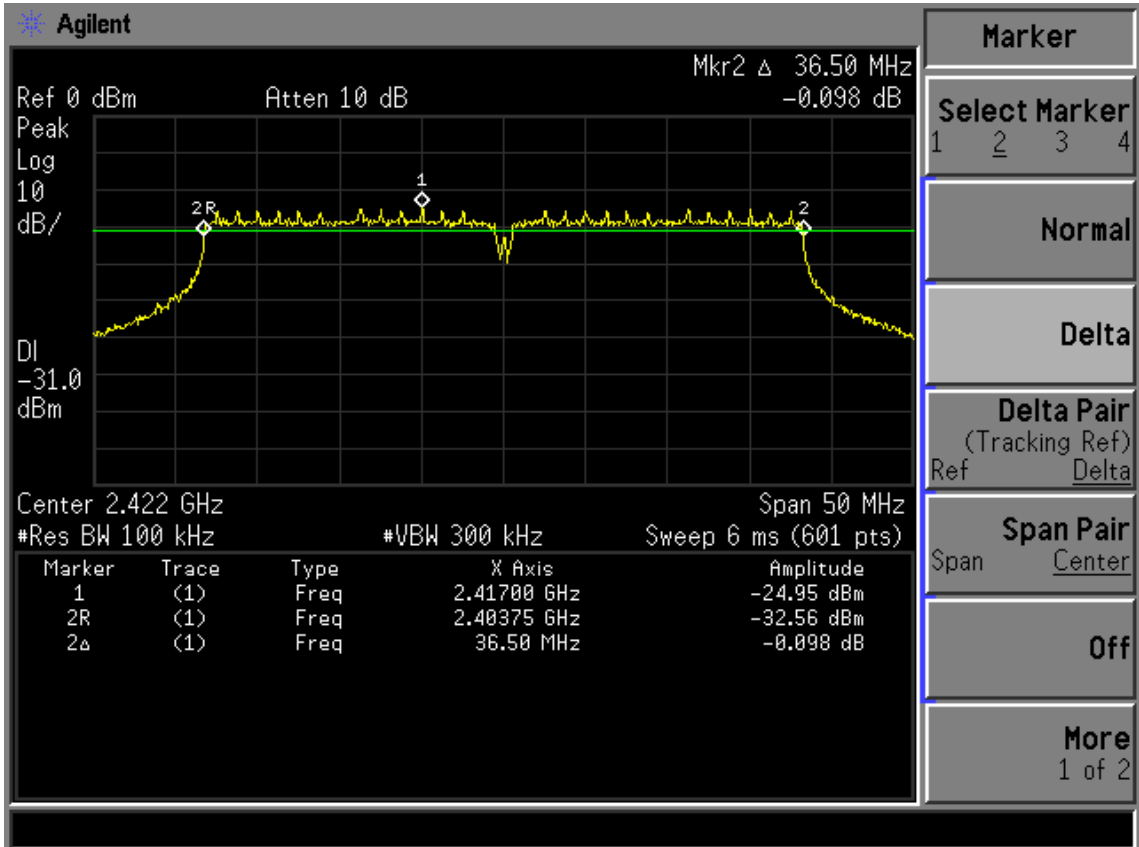 Agilent
Marker
Mkr2 Δ 36.50 MHz
Ref 0 dBm Atten 10 dB -0.098 dB
Peak
Log
10
dB/
1
2R
2
DI
-31.0
dBm
Center 2.422 GHz Span 50 MHz
#Res BW 100 kHz #VBW 300 kHz Sweep 6 ms (601 pts)
Marker Trace Type X Axis Amplitude
1 (1) Freq 2.41700 GHz -24.95 dBm
2R (1) Freq 2.40375 GHz -32.56 dBm
2Δ (1) Freq 36.50 MHz -0.098 dB
Select Marker
1 2 3 4
Normal
Delta
Delta Pair
(Tracking Ref)
Ref Delta
Span Pair
Span Center
Off
More
1 of 2